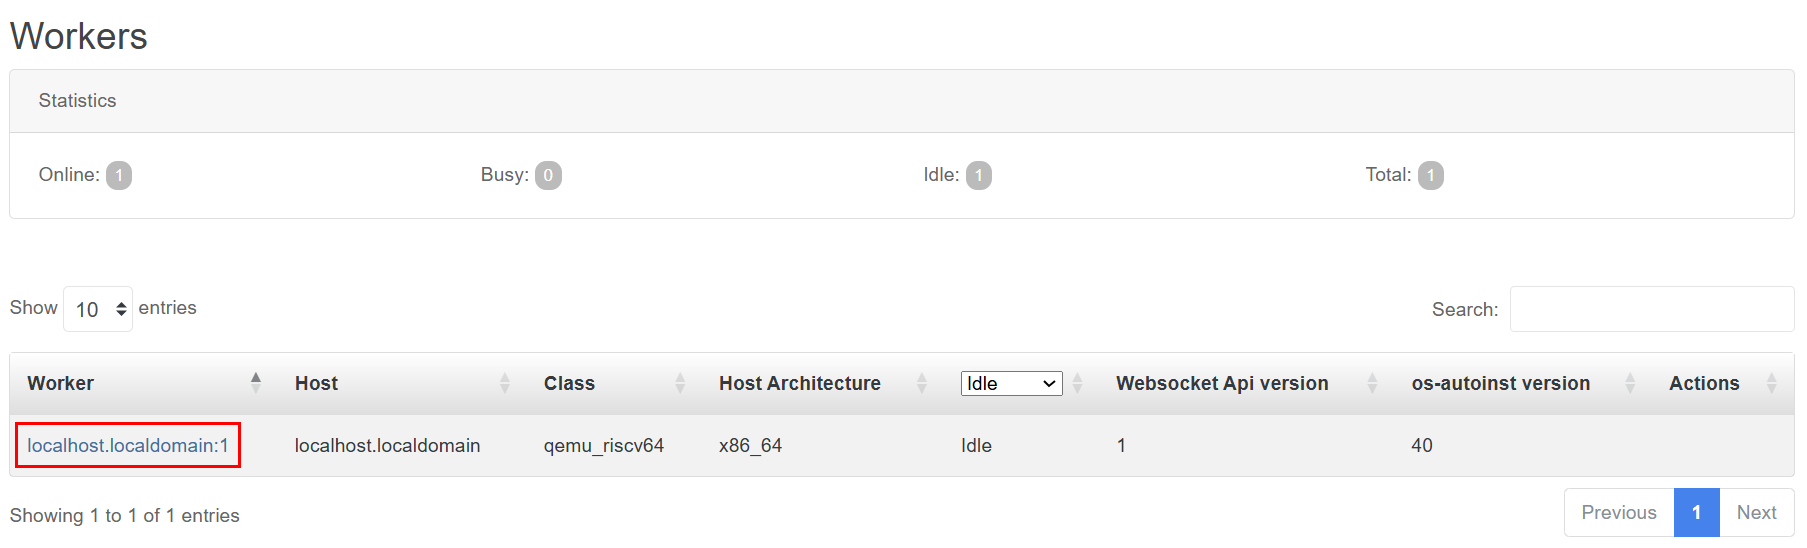 Workers
Statistics
Online: 1 Busy: 0 Idle: 1 Total: 1
Show 10 entries Search:
Worker Host Class Host Architecture Idle Websocket Api version os-autoinst version Actions
localhost.localdomain:1 localhost.localdomain qemu_riscv64 x86_64 Idle 1 40
Showing 1 to 1 of 1 entries Previous 1 Next